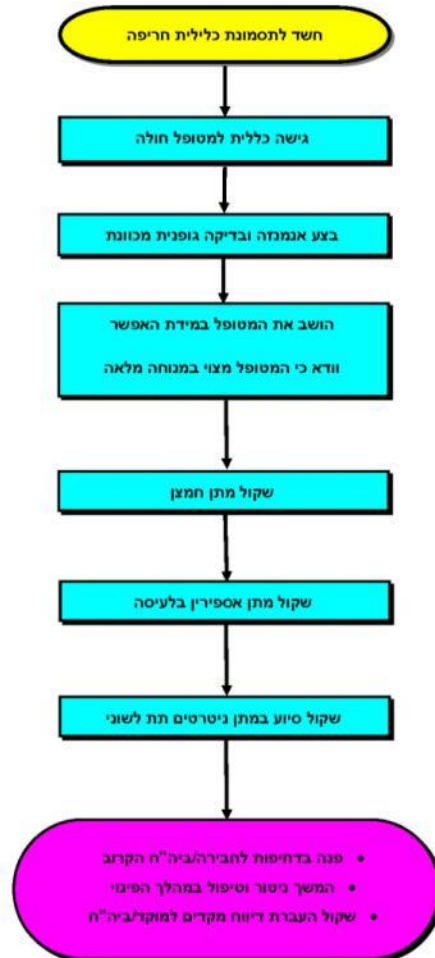 חשד לתסמונת כלילית חריפה
גישה כללית למטופל חולה
בצע אנמנזה ובדיקה גופנית מכוונת
הושב את המטופל במידת האפשר
וודא כי המטופל מצוי במנוחה מלאה
שקול מתן חמצן
שקול מתן אספירין בלעיסה
שקול סיוע במתן ניטרטים תת לשוני
• פנה בדחיפות לחבירה/ביה"ח הקרוב
• המשך ניטור וטיפול במהלך הפינוי
• שקול העברת דיווח מקדים למוקד/ביה"ח